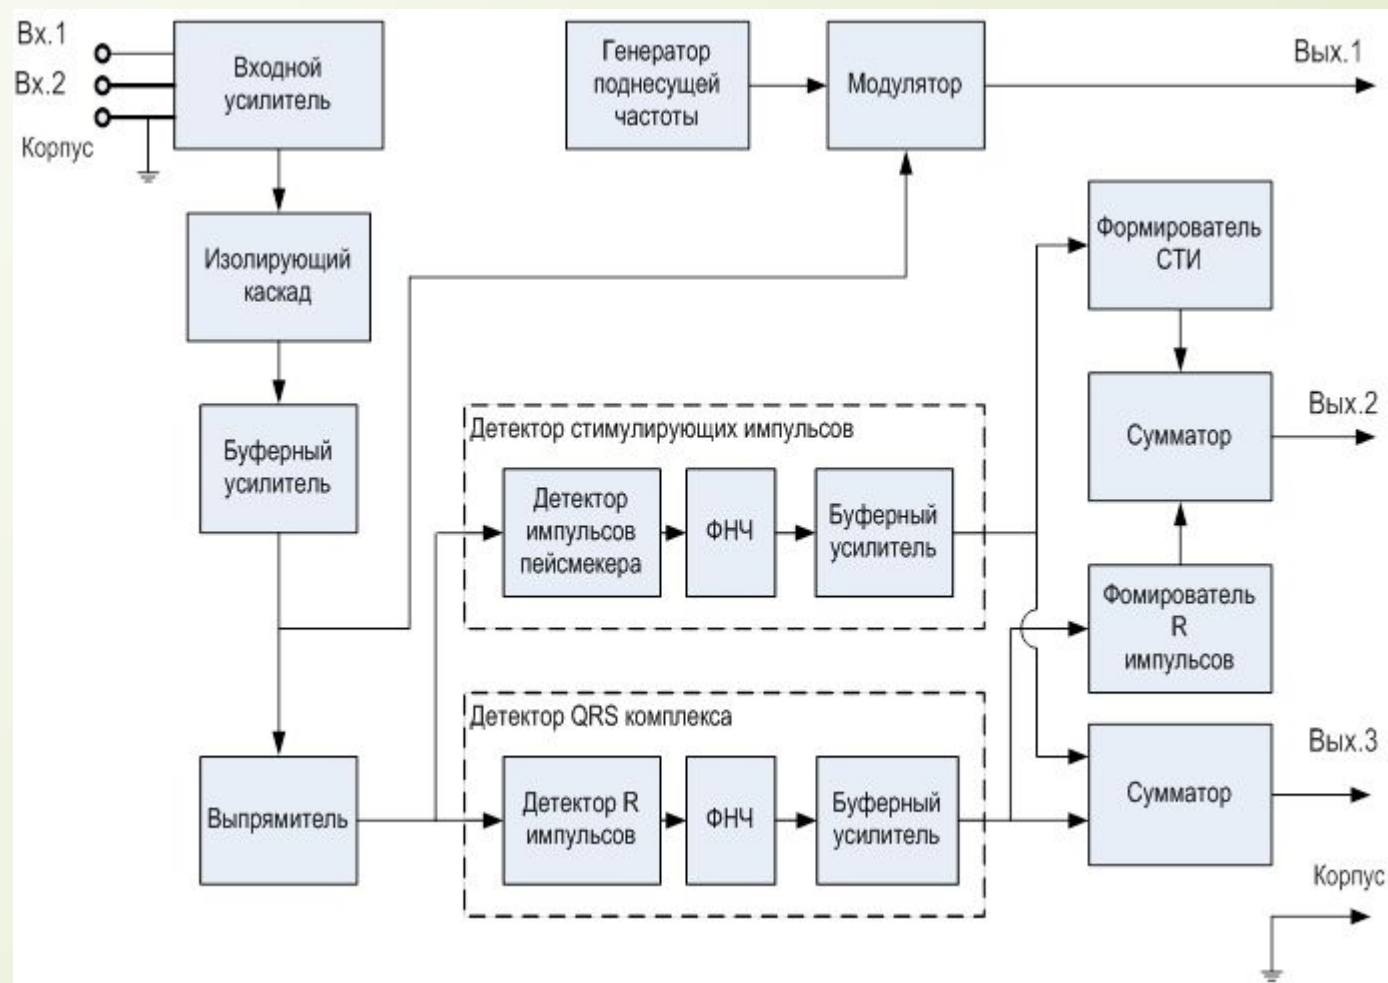 Вх.1
Вх.2
Корпус
Входной
усилитель
Генератор
поднесущей
частоты
Модулятор
Вых.1
Изолирующий
каскад
Формирователь
СТИ
Буферный
усилитель
Детектор стимулирующих импульсов
Детектор
импульсов
пейсмекера
ФНЧ
Буферный
усилитель
Сумматор
Вых.2
Фомирователь
R
импульсов
Выпрямитель
Детектор QRS комплекса
Детектор R
импульсов
ФНЧ
Буферный
усилитель
Сумматор
Вых.3
Корпус